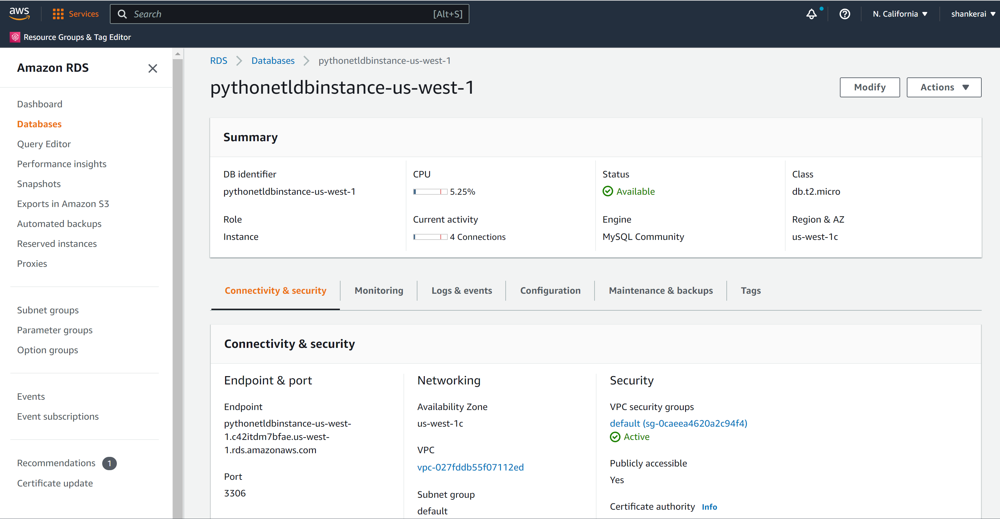 aws
Services
Search
[Alt+S]
N. California
shankerai
Resource Groups & Tag Editor
Amazon RDS
Dashboard
Databases
Query Editor
Performance insights
Snapshots
Exports in Amazon S3
Automated backups
Reserved instances
Proxies
Subnet groups
Parameter groups
Option groups
Events
Event subscriptions
Recommendations 1
Certificate update
RDS > Databases > pythonetldbinstance-us-west-1
pythonetldbinstance-us-west-1
Modify
Actions
Summary
DB identifier
pythonetldbinstance-us-west-1
CPU
5.25%
Status
Available
Class
db.t2.micro
Role
Instance
Current activity
4 Connections
Engine
MySQL Community
Region & AZ
us-west-1c
Connectivity & security
Monitoring
Logs & events
Configuration
Maintenance & backups
Tags
Connectivity & security
Endpoint & port
Endpoint
pythonetldbinstance-us-west-
1.c42itdm7bfae.us-west-
1.rds.amazonaws.com
Port
3306
Networking
Availability Zone
us-west-1c
VPC
vpc-027fddb55f07112ed
Subnet group
default
Security
VPC security groups
default (sg-0caeea4620a2c94f4)
Active
Publicly accessible
Yes
Certificate authority Info